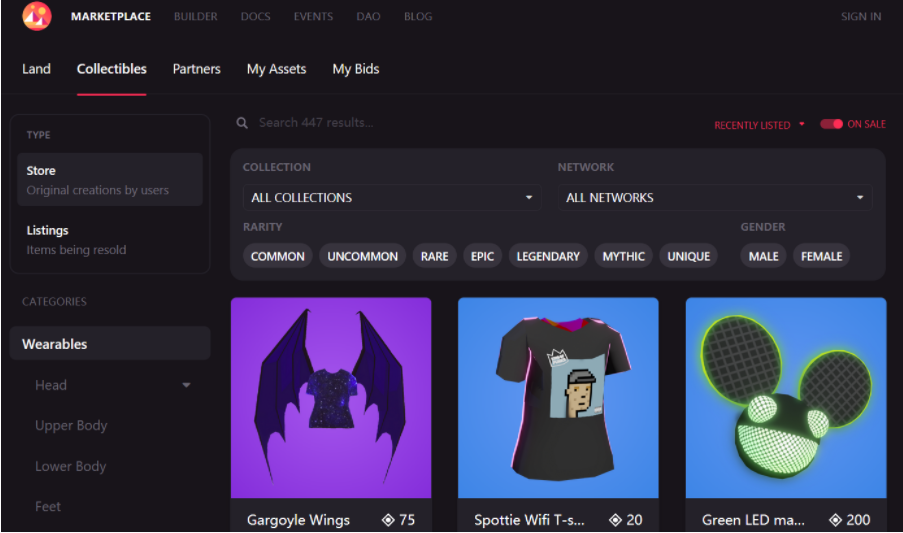 MARKETPLACE BUILDER DOCS EVENTS DAO BLOG SIGN IN
Land Collectibles Partners My Assets My Bids
TYPE
Store
Original creations by users
Listings
Items being resold
CATEGORIES
Wearables
Head
Upper Body
Lower Body
Feet
Search 447 results...
RECENTLY LISTED ON SALE
COLLECTION NETWORK
ALL COLLECTIONS ALL NETWORKS
RARITY GENDER
COMMON UNCOMMON RARE EPIC LEGENDARY MYTHIC UNIQUE MALE FEMALE
Gargoyle Wings 75
Spottie Wifi T-s... 20
Green LED ma... 200